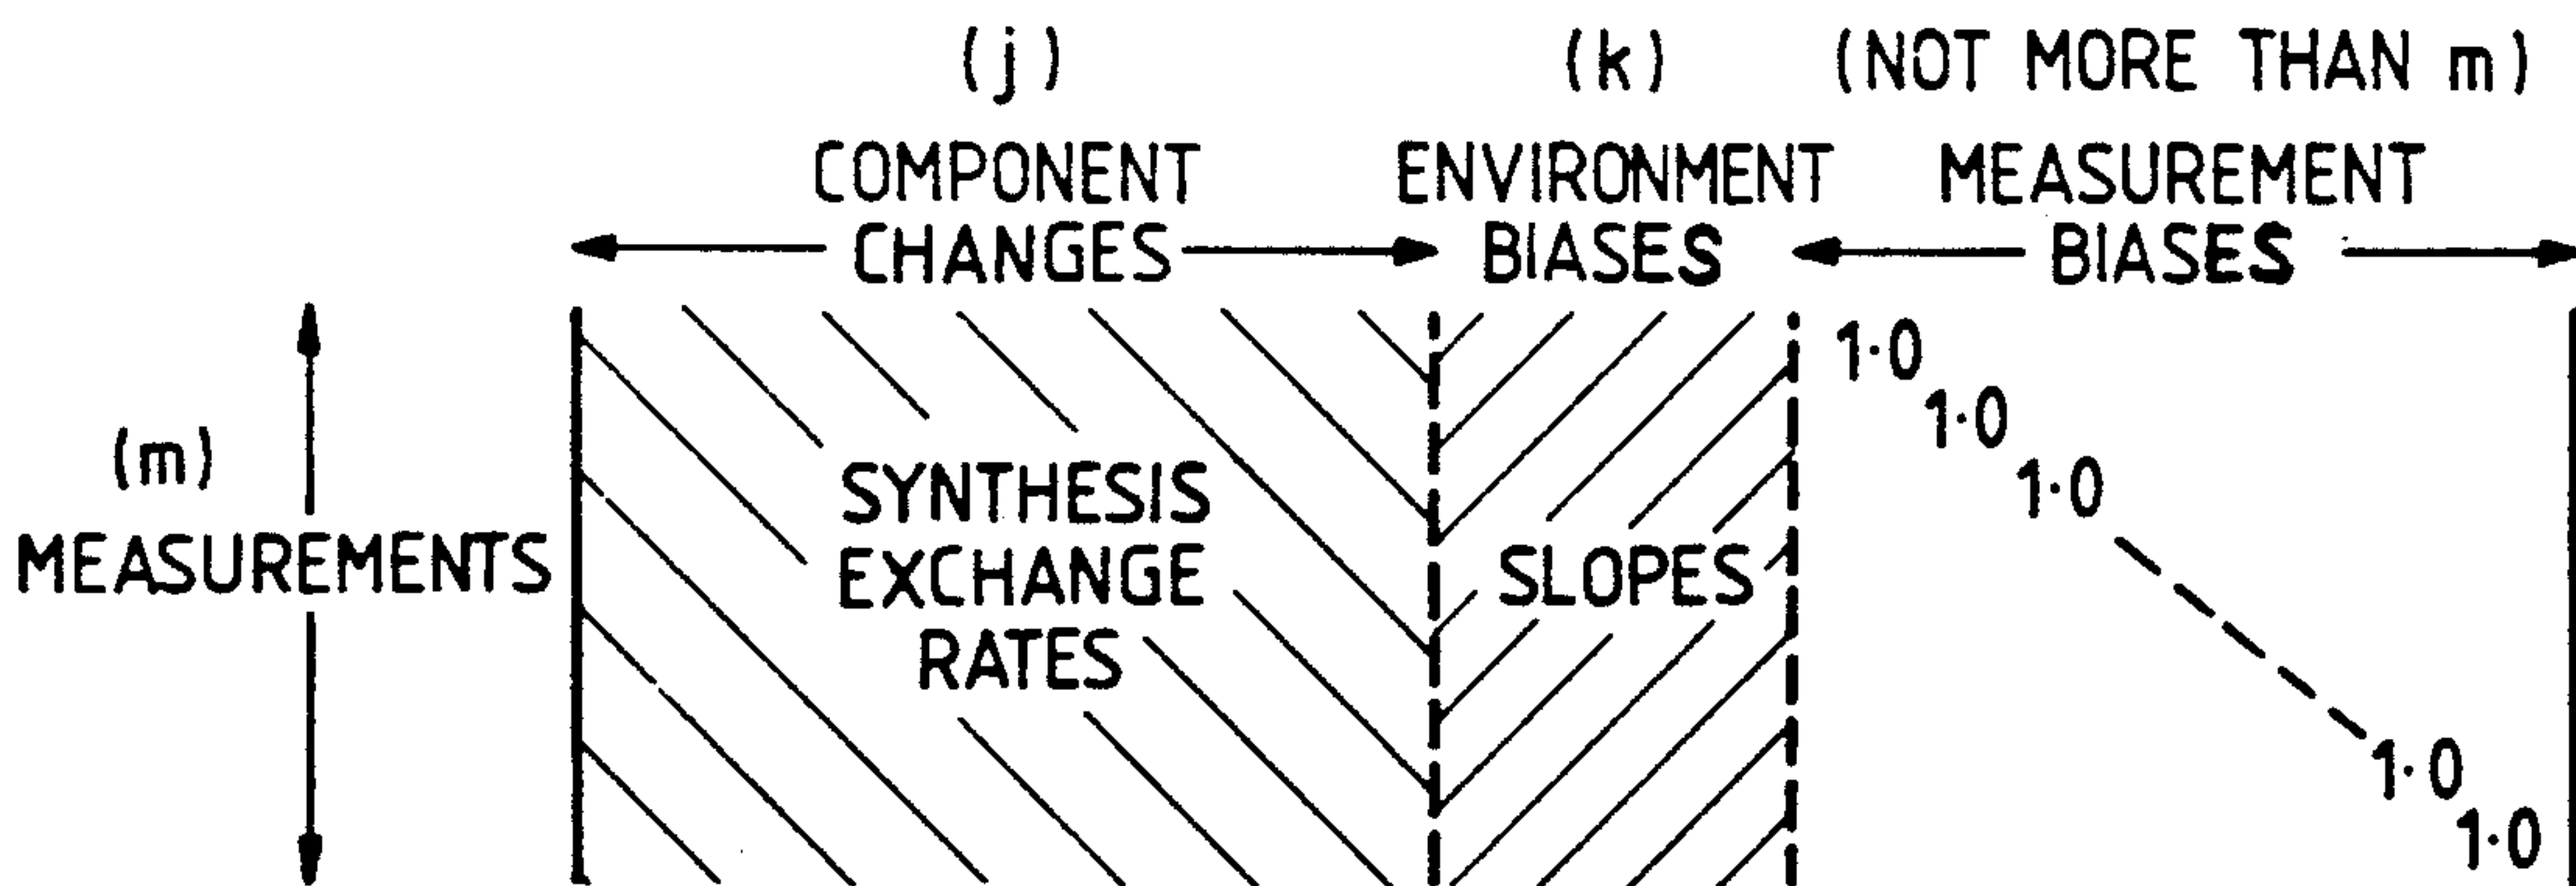 (j) (k) (NOT MORE THAN m)
COMPONENT ENVIRONMENT MEASUREMENT
CHANGES BIASES BIASES
1·0
1·0
(m) SYNTHESIS 1·0
MEASUREMENTS EXCHANGE SLOPES
RATES
1·0
1·0